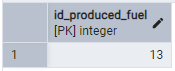 id_produced_fuel
[PK] integer
1 13